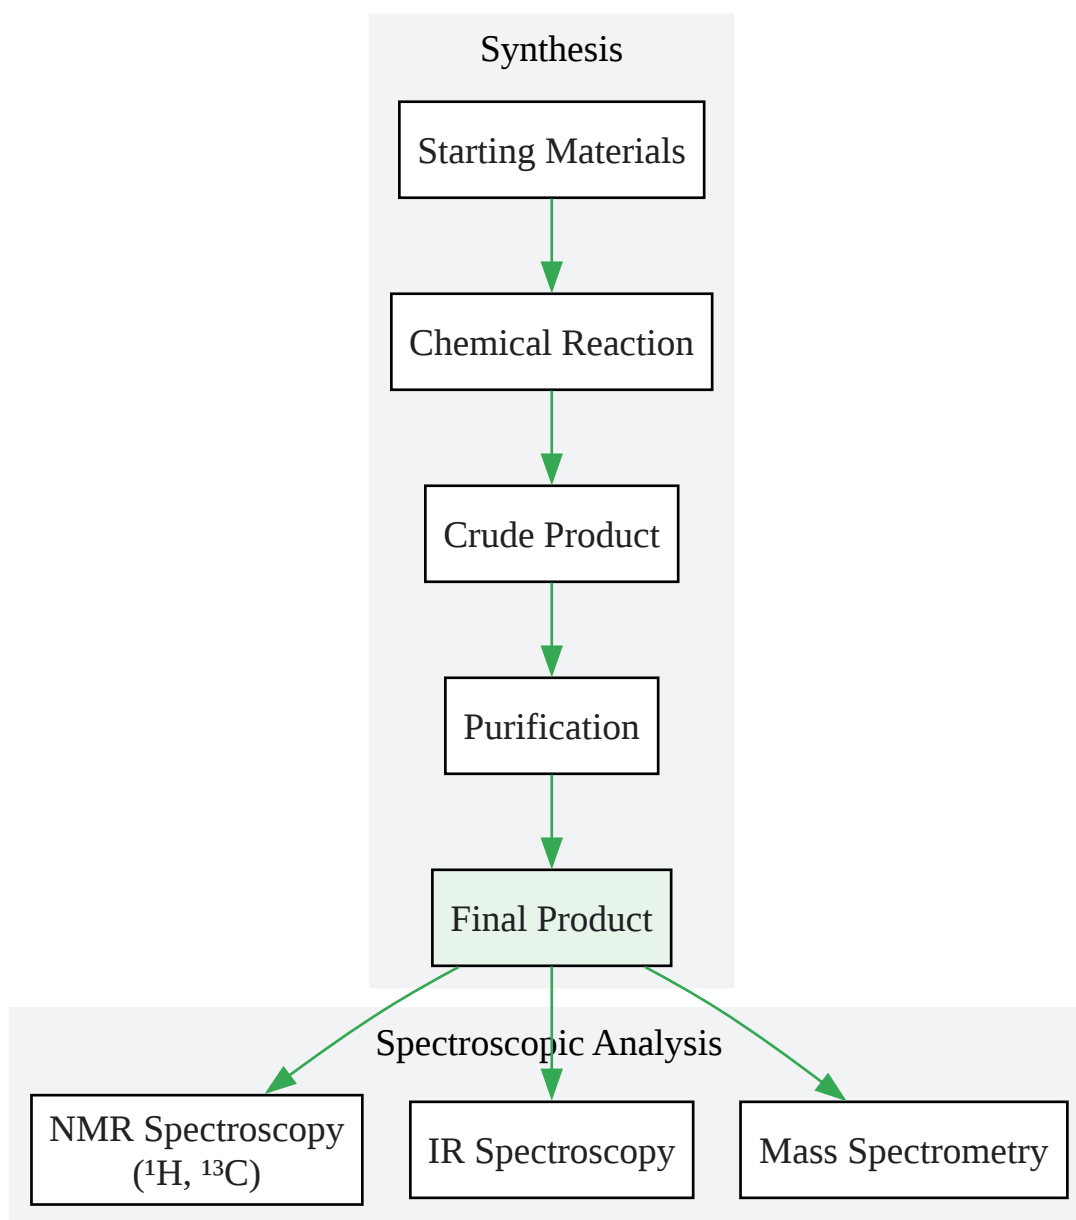 Synthesis
Starting Materials
Chemical Reaction
Crude Product
Purification
Final Product
Spectroscopic Analysis
NMR Spectroscopy
(¹H, ¹³C)
IR Spectroscopy
Mass Spectrometry